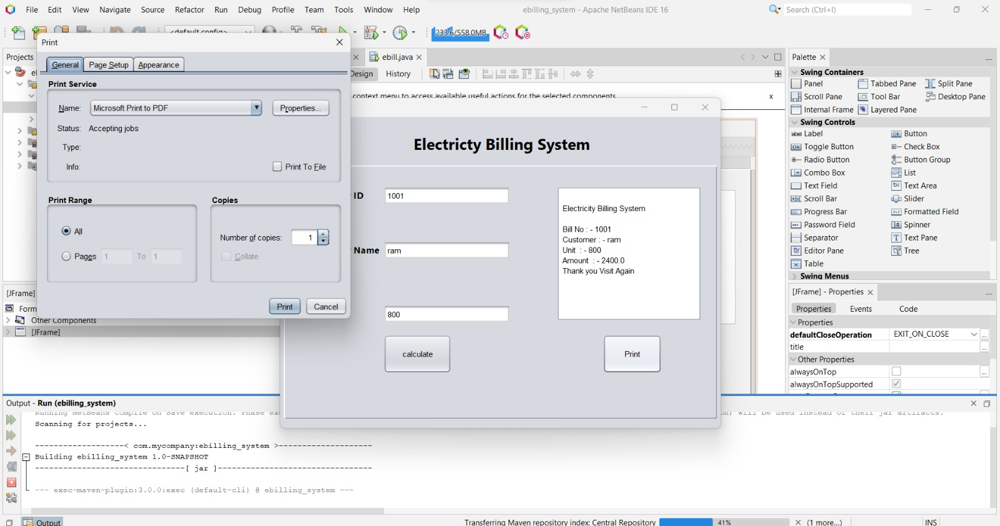 File Edit View Navigate Source Refactor Run Debug Profile Team Tools Window Help
ebilling_system - Apache NetBeans IDE 16
Search (Ctrl+I)
<default config>
233.6/558.0MB
Print
General Page Setup Appearance
Print Service
Name: Microsoft Print to PDF Properties...
Status: Accepting jobs
Type:
Info: Print To File
Print Range
All
Pages 1 To 1
Copies
Number of copies: 1
Collate
Print Cancel
Projects
ebill.java
Design History
context menu to access available useful actions for the selected components.
x
Electricty Billing System
ID 1001
Name ram
800
calculate
Electricity Billing System
Bill No : - 1001
Customer : - ram
Unit : - 800
Amount : - 2400.0
Thank you Visit Again
Print
Palette
Swing Containers
Panel Tabbed Pane Split Pane
Scroll Pane Tool Bar Desktop Pane
Internal Frame Layered Pane
Swing Controls
Label Button
Toggle Button Check Box
Radio Button Button Group
Combo Box List
Text Field Text Area
Scroll Bar Slider
Progress Bar Formatted Field
Password Field Spinner
Separator Text Pane
Editor Pane Tree
Table
Swing Menus
[JFrame] - Properties
Properties Events Code
Properties
defaultCloseOperation EXIT_ON_CLOSE ...
title ...
Other Properties
alwaysOnTop ...
alwaysOnTopSupported
[JFrame]
Form
Other Components
[JFrame]
Output - Run (ebilling_system)
Running NetBeans Compile On Save execution. Phase
will be used instead of their jar artifacts.
Scanning for projects...
-------------------< com.mycompany:ebilling_system >--------------------
Building ebilling_system 1.0-SNAPSHOT
--------------------------------[ jar ]---------------------------------
--- exec-maven-plugin:3.0.0:exec (default-cli) @ ebilling_system ---
Output
Transferring Maven repository index: Central Repository 41% (1 more...) INS